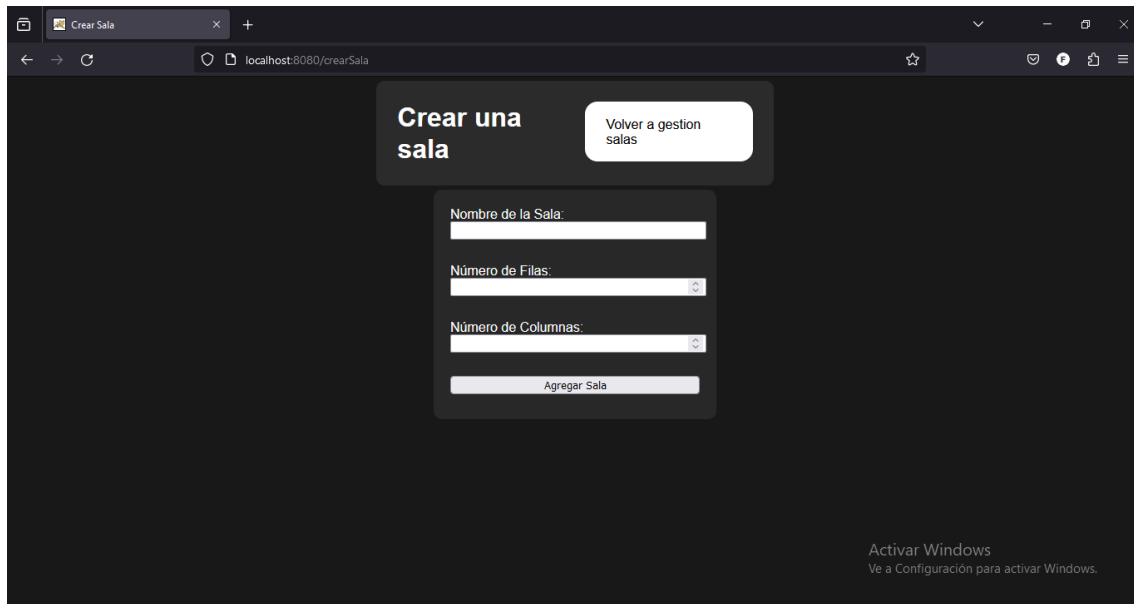 Crear Sala
localhost:8080/crearSala
F
Crear una
sala
Volver a gestion
salas
Nombre de la Sala:
Número de Filas:
Número de Columnas:
Agregar Sala
Activar Windows
Ve a Configuración para activar Windows.